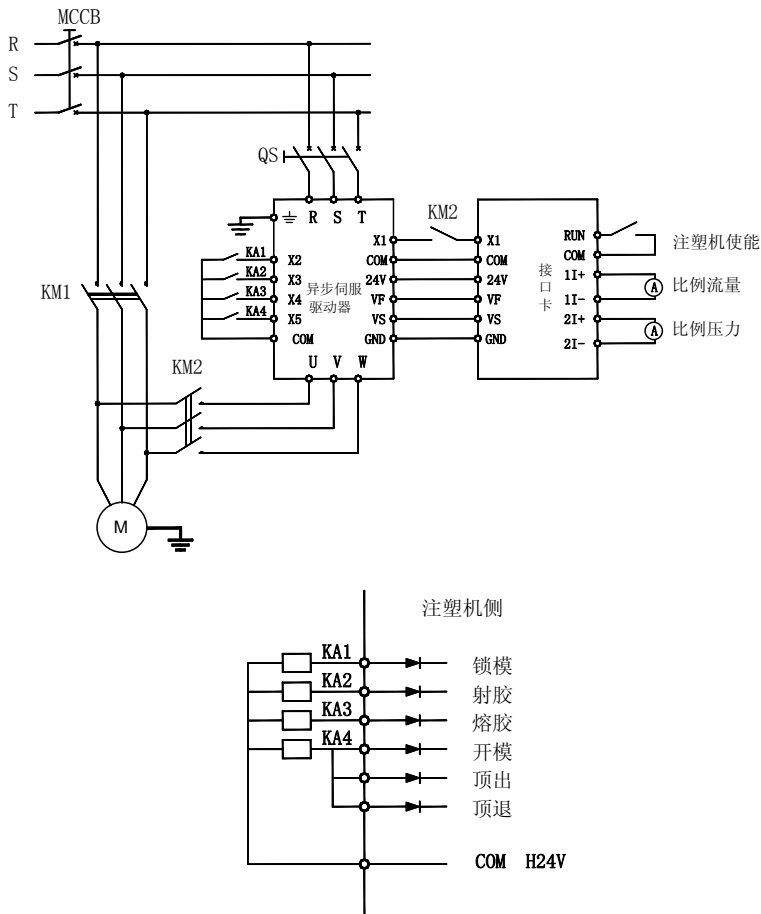 MCCB
R
S
T
QS
R S T
KM2
X1
X1
RUN
注塑机使能
KA1
X2
COM
COM
COM
KA2
X3
异步伺服
驱动器
24V
24V
接口卡
1I+
比例流量
A
KM1
KA3
X4
VF
VF
1I-
KA4
X5
VS
VS
2I+
比例压力
A
COM
GND
GND
2I-
U V W
KM2
M
注塑机侧
KA1
锁模
KA2
射胶
KA3
熔胶
KA4
开模
顶出
顶退
COM H24V